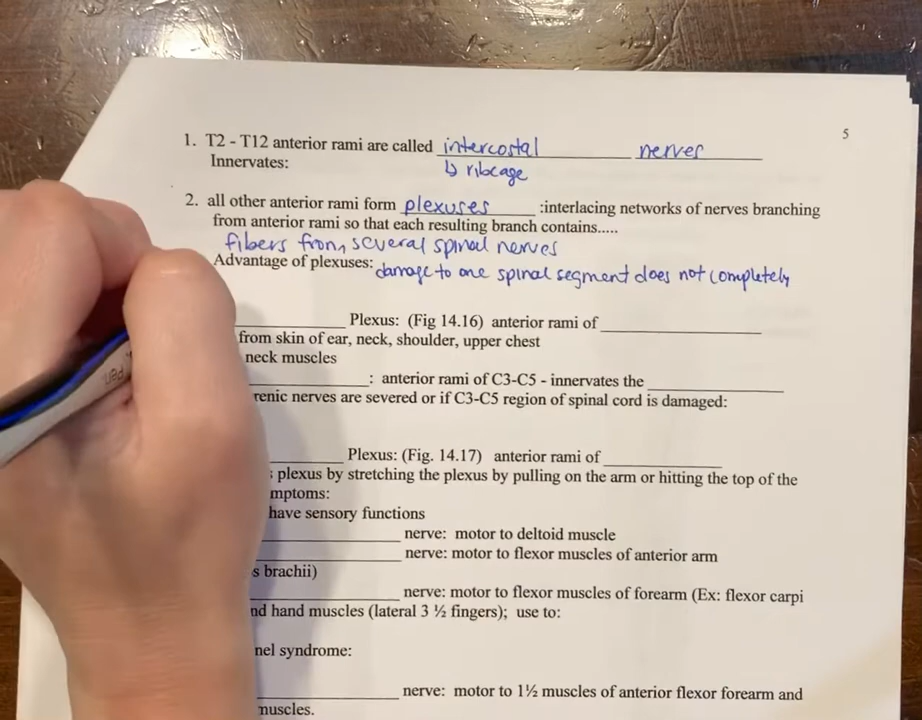 5
1. T2 - T12 anterior rami are called intercostal nerves
Innervates: ↳ ribcage
2. all other anterior rami form plexuses :interlacing networks of nerves branching
from anterior rami so that each resulting branch contains.....
fibers from several spinal nerves
Advantage of plexuses: damage to one spinal segment does not completely
Plexus: (Fig 14.16) anterior rami of
from skin of ear, neck, shoulder, upper chest
neck muscles
: anterior rami of C3-C5 - innervates the
renic nerves are severed or if C3-C5 region of spinal cord is damaged:
Plexus: (Fig. 14.17) anterior rami of
plexus by stretching the plexus by pulling on the arm or hitting the top of the
mptoms:
have sensory functions
nerve: motor to deltoid muscle
nerve: motor to flexor muscles of anterior arm
s brachii)
nerve: motor to flexor muscles of forearm (Ex: flexor carpi
nd hand muscles (lateral 3 ½ fingers); use to:
nel syndrome:
nerve: motor to 1½ muscles of anterior flexor forearm and
muscles.